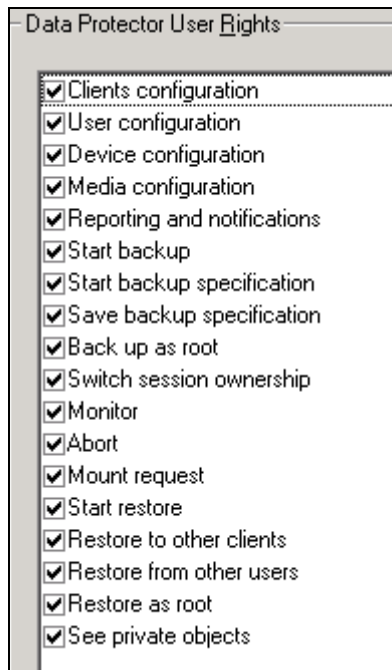 Data Protector User Rights
Clients configuration
User configuration
Device configuration
Media configuration
Reporting and notifications
Start backup
Start backup specification
Save backup specification
Back up as root
Switch session ownership
Monitor
Abort
Mount request
Start restore
Restore to other clients
Restore from other users
Restore as root
See private objects